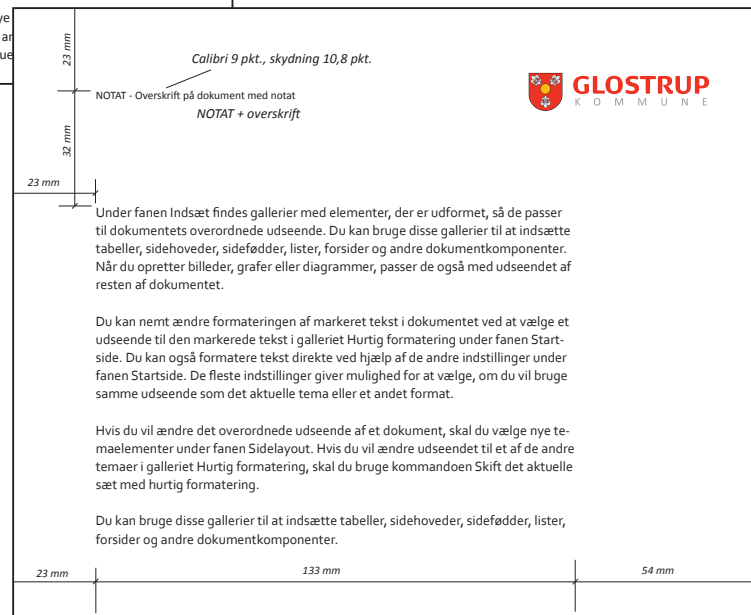 ye
ar
ue
23 mm
Calibri 9 pkt., skydning 10,8 pkt.
NOTAT - Overskrift på dokument med notat
NOTAT + overskrift
GLOSTRUP
KOMMUNE
32 mm
23 mm
Under fanen Indsæt findes gallerier med elementer, der er udformet, så de passer
til dokumentets overordnede udseende. Du kan bruge disse gallerier til at indsætte
tabeller, sidehoveder, sidefødder, lister, forsider og andre dokumentkomponenter.
Når du opretter billeder, grafer eller diagrammer, passer de også med udseendet af
resten af dokumentet.
Du kan nemt ændre formateringen af markeret tekst i dokumentet ved at vælge et
udseende til den markerede tekst i galleriet Hurtig formatering under fanen Start-
side. Du kan også formatere tekst direkte ved hjælp af de andre indstillinger under
fanen Startside. De fleste indstillinger giver mulighed for at vælge, om du vil bruge
samme udseende som det aktuelle tema eller et andet format.
Hvis du vil ændre det overordnede udseende af et dokument, skal du vælge nye te-
maelementer under fanen Sidelayout. Hvis du vil ændre udseendet til et af de andre
temaer i galleriet Hurtig formatering, skal du bruge kommandoen Skift det aktuelle
sæt med hurtig formatering.
Du kan bruge disse gallerier til at indsætte tabeller, sidehoveder, sidefødder, lister,
forsider og andre dokumentkomponenter.
23 mm
133 mm
54 mm